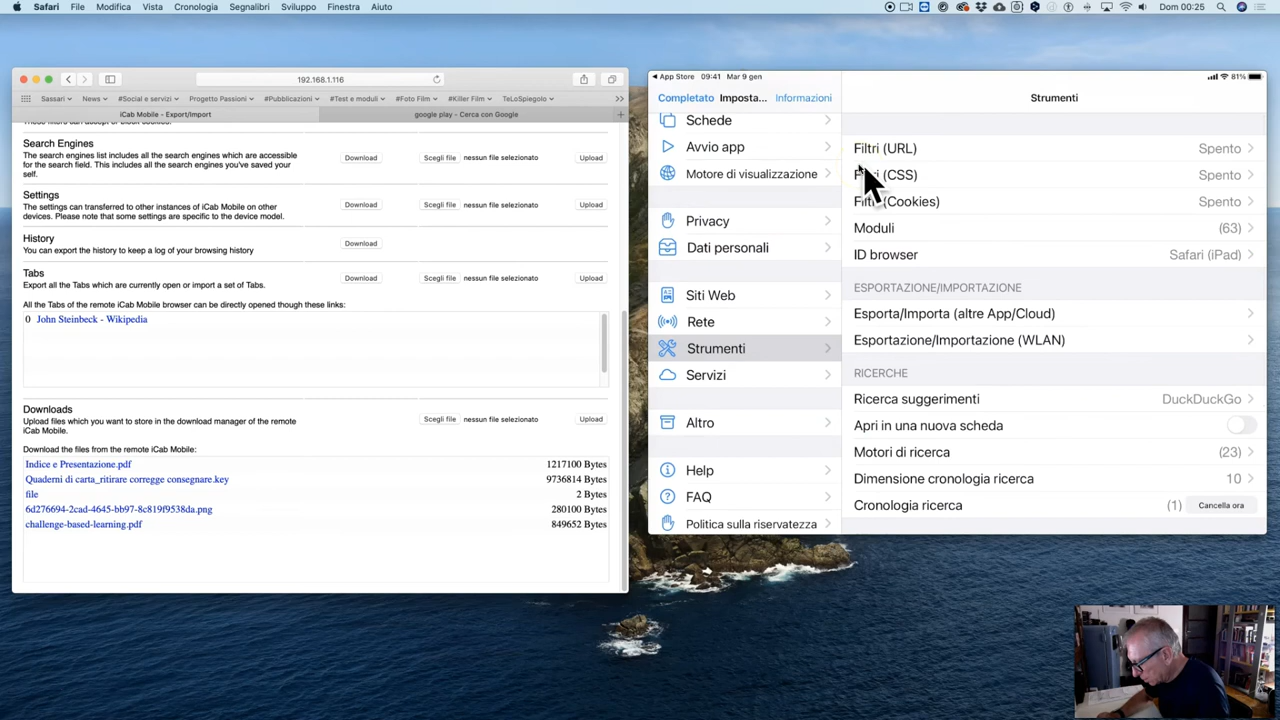 Safari File Modifica Vista Cronologia Segnalibri Sviluppo Finestra Aiuto
Dom 00:25
192.168.1.116
Sassari News #Social e servizi Progetto Passioni #Pubblicazioni #Test e moduli #Foto Film #Killer Film TeLoSpiegolo
iCab Mobile - Export/Import
google play - Cerca con Google
Search Engines
The search engines list includes all the search engines which are accessible
for the search field. This includes all the search engines you've saved your
self.
Download
Scegli file nessun file selezionato
Upload
Settings
The settings can transferred to other instances of iCab Mobile on other
devices. Please note that some settings are specific to the device model.
Download
Scegli file nessun file selezionato
Upload
History
You can export the history to keep a log of your browsing history
Download
Tabs
Export all the Tabs which are currently open or import a set of Tabs.
Download
Scegli file nessun file selezionato
Upload
All the Tabs of the remote iCab Mobile browser can be directly opened though these links:
0 John Steinbeck - Wikipedia
Downloads
Upload files which you want to store in the download manager of the remote
iCab Mobile.
Scegli file nessun file selezionato
Upload
Download the files from the remote iCab Mobile:
Indice e Presentazione.pdf 1217100 Bytes
Quaderni di carta_ritirare corregge consegnare.key 9736814 Bytes
file 2 Bytes
6d276694-2cad-4645-bb97-8c819f9538da.png 280100 Bytes
challenge-based-learning.pdf 849652 Bytes
App Store 09:41 Mar 9 gen
81%
Completato Imposta... Informazioni
Schede
Avvio app
Motore di visualizzazione
Privacy
Dati personali
Siti Web
Rete
Strumenti
Servizi
Altro
Help
FAQ
Politica sulla riservatezza
Strumenti
Filtri (URL) Spento
(CSS) Spento
(Cookies) Spento
Moduli (63)
ID browser Safari (iPad)
ESPORTAZIONE/IMPORTAZIONE
Esporta/Importa (altre App/Cloud)
Esportazione/Importazione (WLAN)
RICERCHE
Ricerca suggerimenti DuckDuckGo
Apri in una nuova scheda
Motori di ricerca (23)
Dimensione cronologia ricerca 10
Cronologia ricerca (1) Cancella ora